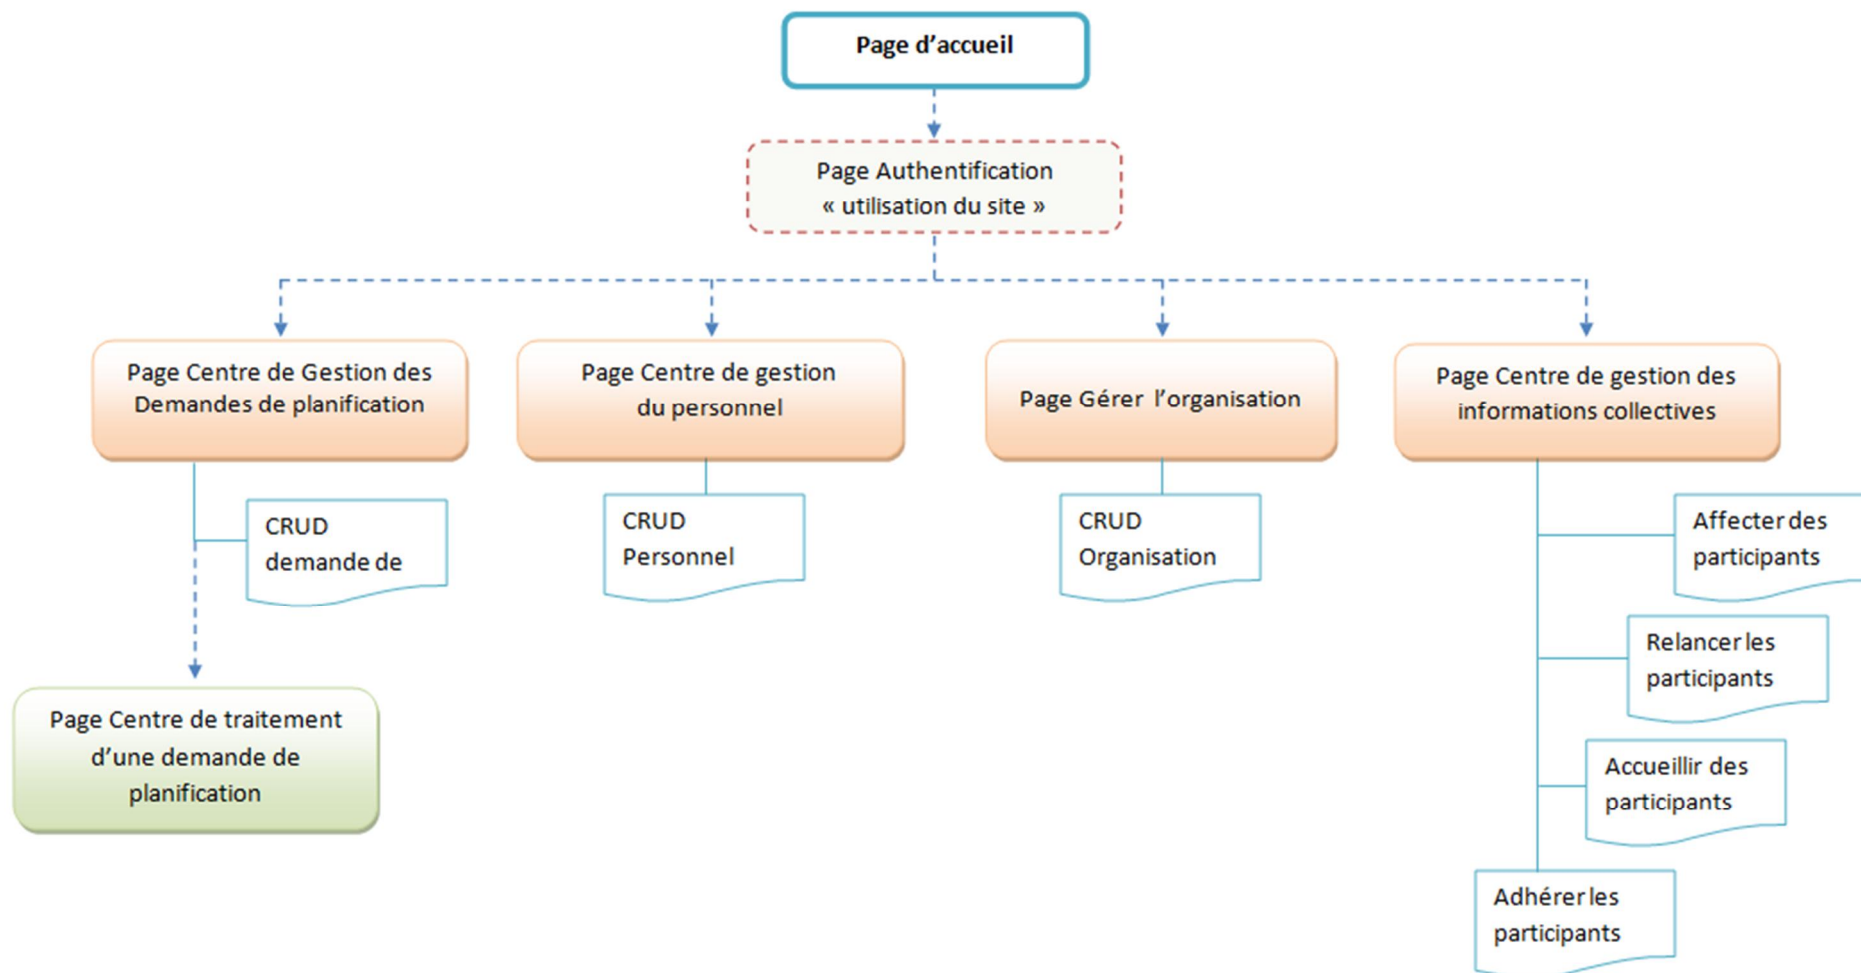 Page d’accueil
Page Authentification
« utilisation du site »
Page Centre de Gestion des
Demandes de planification
Page Centre de gestion
du personnel
Page Gérer l’organisation
Page Centre de gestion des
informations collectives
CRUD
demande de
CRUD
Personnel
CRUD
Organisation
Affecter des
participants
Relancer les
participants
Accueillir des
participants
Adhérer les
participants
Page Centre de traitement
d’une demande de
planification